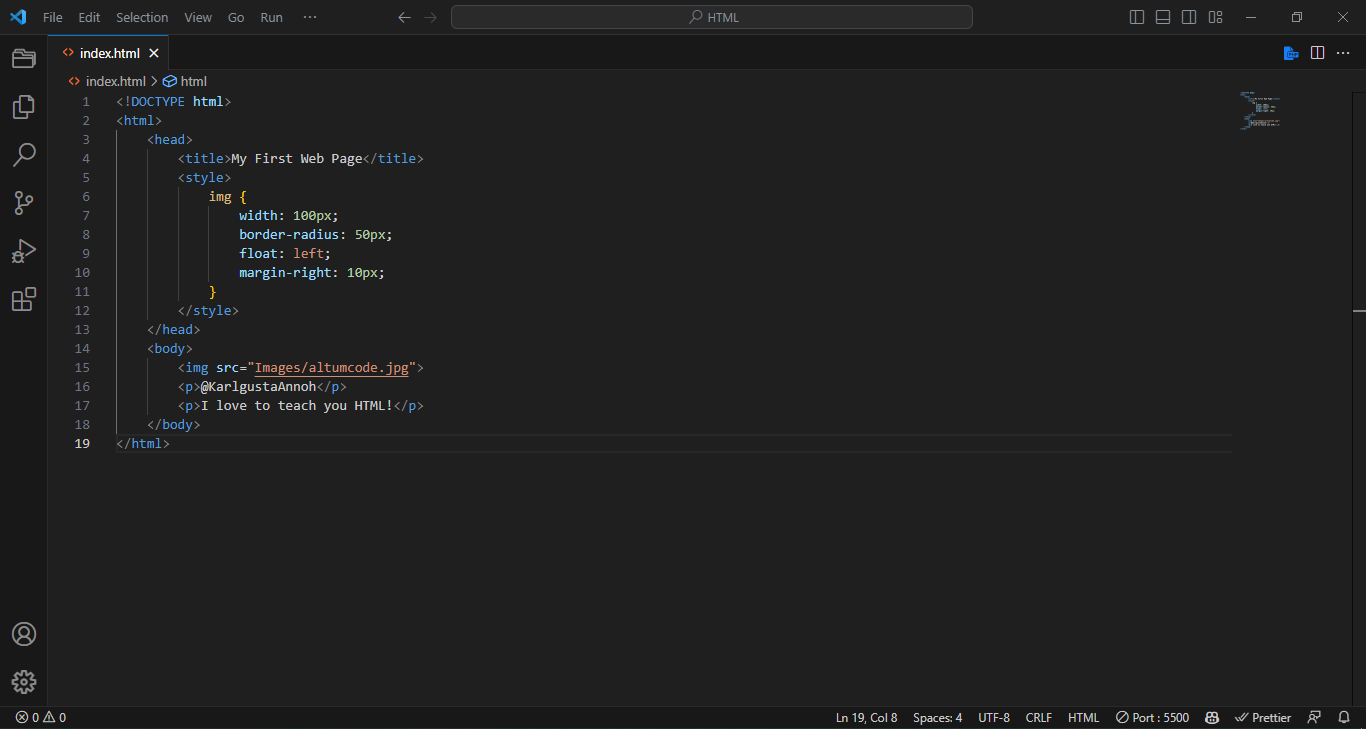 File Edit Selection View Go Run ··· HTML
index.html
index.html > html
1 <!DOCTYPE html>
2 <html>
3 <head>
4 <title>My First Web Page</title>
5 <style>
6 img {
7 width: 100px;
8 border-radius: 50px;
9 float: left;
10 margin-right: 10px;
11 }
12 </style>
13 </head>
14 <body>
15 <img src="Images/altumcode.jpg">
16 <p>@KarlgustaAnnoh</p>
17 <p>I love to teach you HTML!</p>
18 </body>
19 </html>
0 0 Ln 19, Col 8 Spaces: 4 UTF-8 CRLF HTML Port : 5500 Prettier